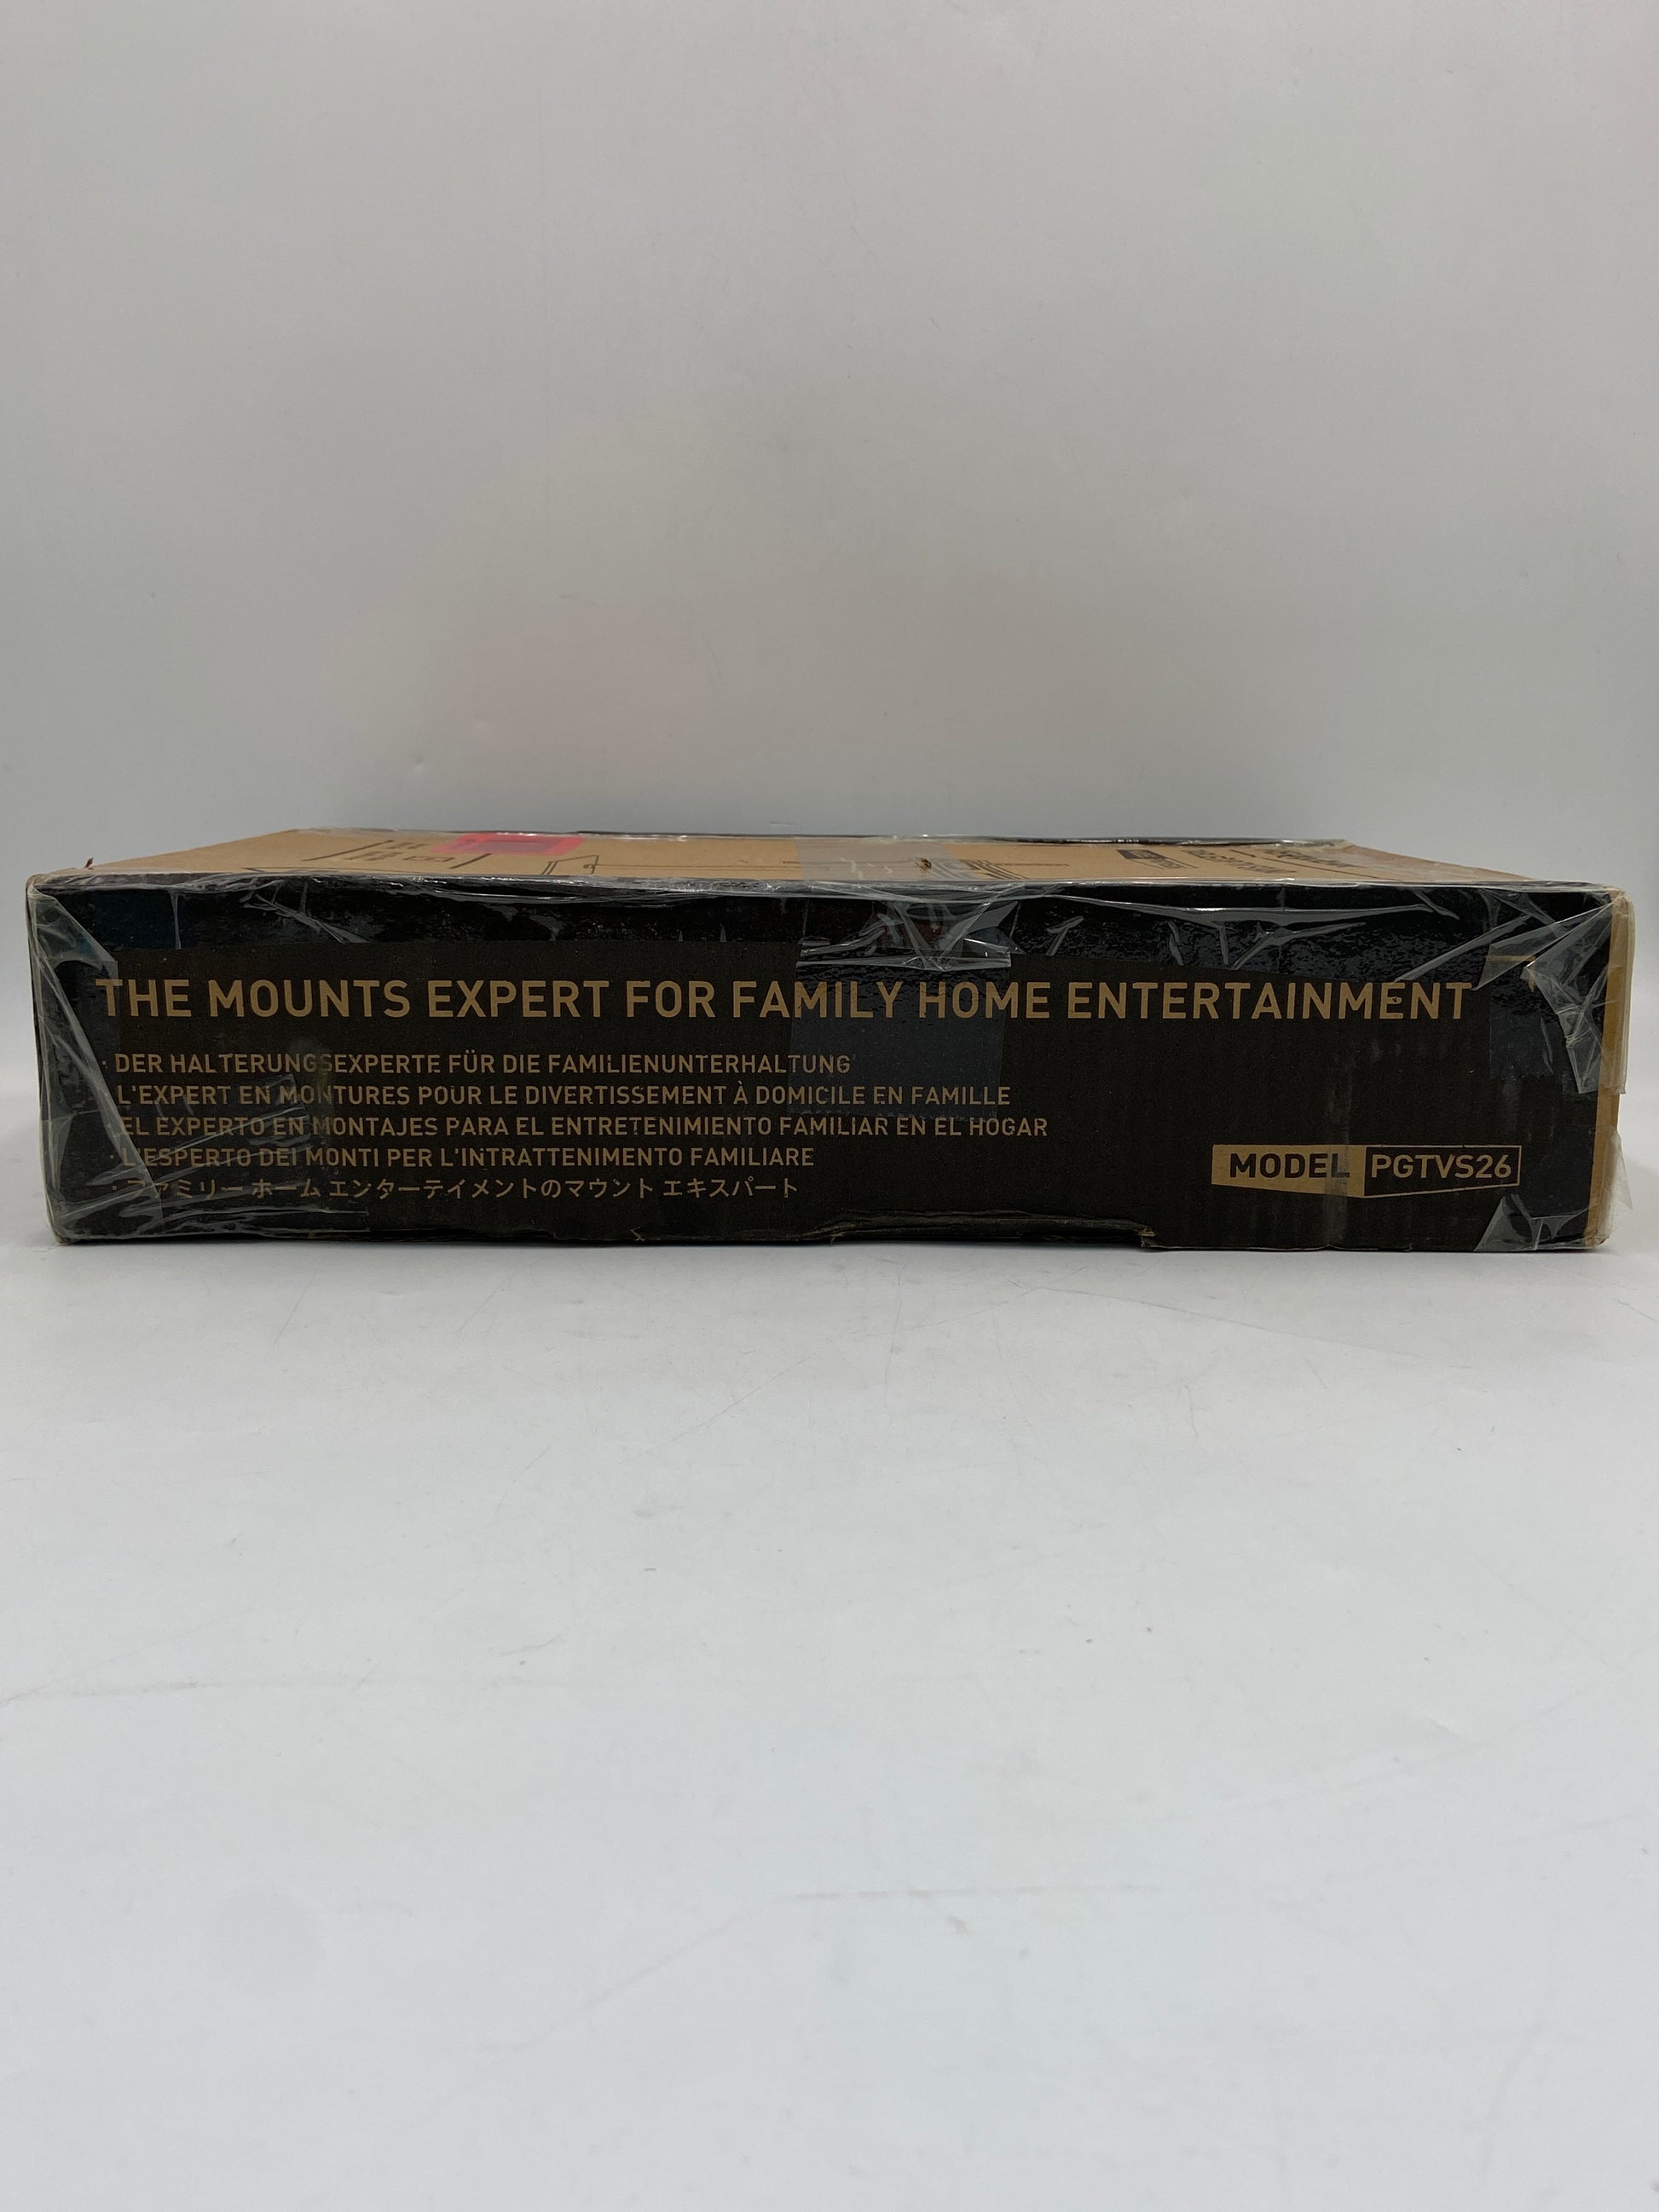 THE MOUNTS EXPERT FOR FAMILY HOME ENTERTAINMENT
· DER HALTERUNGSEXPERTE FÜR DIE FAMILIENUNTERHALTUNG
L'EXPERT EN MONTURES POUR LE DIVERTISSEMENT À DOMICILE EN FAMILLE
EL EXPERTO EN MONTAJES PARA EL ENTRETENIMIENTO FAMILIAR EN EL HOGAR
· L'ESPERTO DEI MONTI PER L'INTRATTENIMENTO FAMILIARE
· ファミリー ホーム エンターテイメントのマウント エキスパート
MODEL PGTVS26